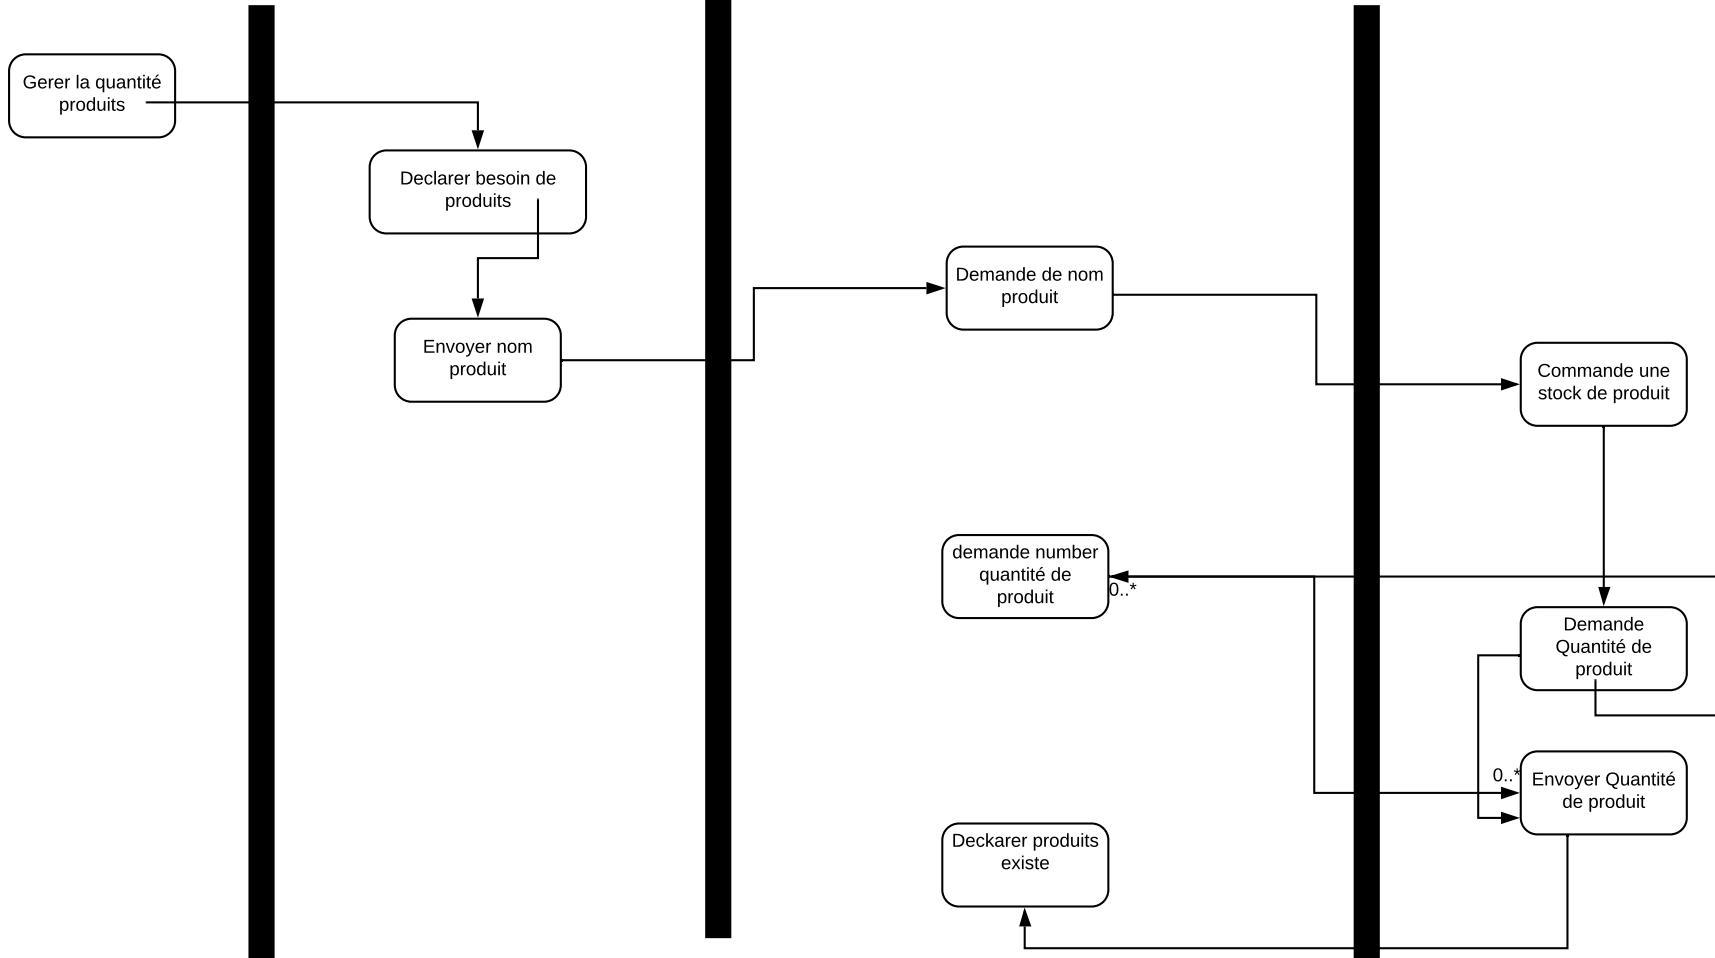 Gerer la quantité
produits
Declarer besoin de
produits
Envoyer nom
produit
Demande de nom
produit
Commande une
stock de produit
demande number
quantité de
produit
0..*
Demande
Quantité de
produit
0..*
Envoyer Quantité
de produit
Deckarer produits
existe